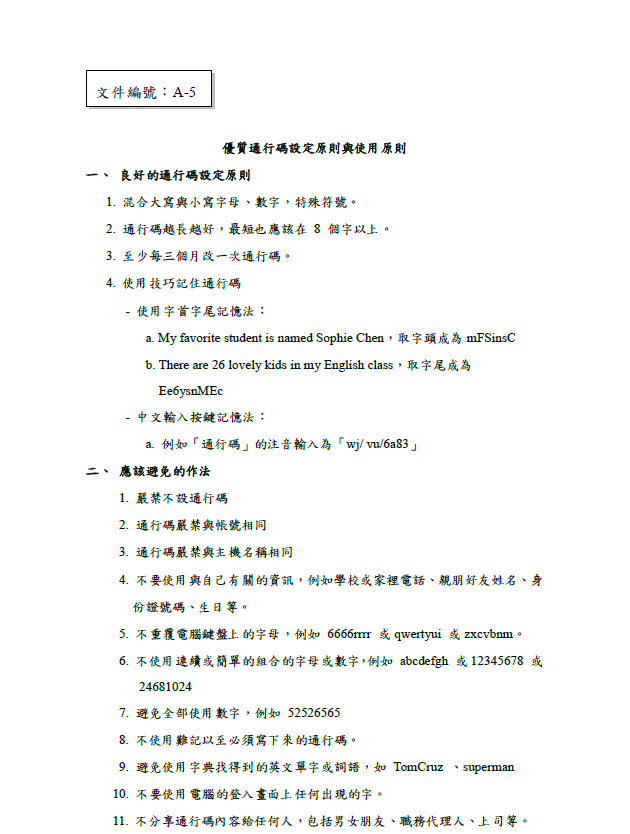 文件編號：A-5
優質通行碼設定原則與使用原則
一、 良好的通行碼設定原則
1. 混合大寫與小寫字母、數字，特殊符號。
2. 通行碼越長越好，最短也應該在 8 個字以上。
3. 至少每三個月改一次通行碼。
4. 使用技巧記住通行碼
- 使用字首字尾記憶法：
a. My favorite student is named Sophie Chen，取字頭成為 mFSinsC
b. There are 26 lovely kids in my English class，取字尾成為
Ee6ysnMEc
- 中文輸入按鍵記憶法：
a. 例如「通行碼」的注音輸入為「wj/ vu/6a83」
二、 應該避免的作法
1. 嚴禁不設通行碼
2. 通行碼嚴禁與帳號相同
3. 通行碼嚴禁與主機名稱相同
4. 不要使用與自己有關的資訊，例如學校或家裡電話、親朋好友姓名、身
份證號碼、生日等。
5. 不重覆電腦鍵盤上的字母，例如 6666rrrr 或 qwertyui 或 zxcvbnm。
6. 不使用連續或簡單的組合的字母或數字，例如 abcdefgh 或 12345678 或
24681024
7. 避免全部使用數字，例如 52526565
8. 不使用難記以至必須寫下來的通行碼。
9. 避免使用字典找得到的英文單字或詞語，如 TomCruz 、superman
10. 不要使用電腦的登入畫面上任何出現的字。
11. 不分享通行碼內容給任何人，包括男女朋友、職務代理人、上司等。